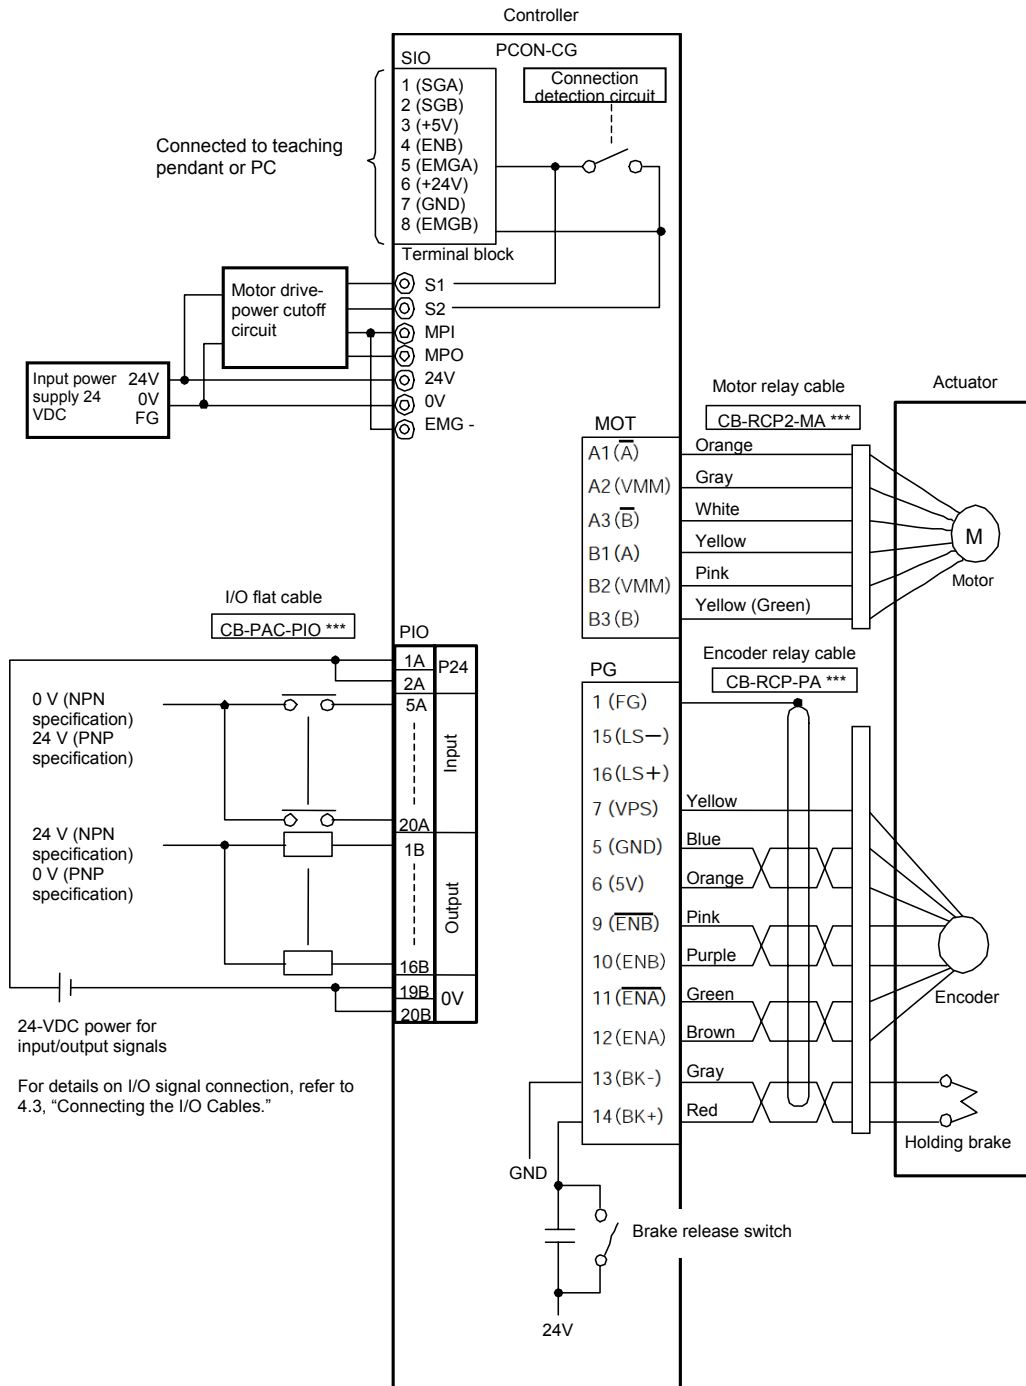 Controller
PCON-CG
SIO
Connection
detection circuit
1 (SGA)
2 (SGB)
3 (+5V)
4 (ENB)
5 (EMGA)
6 (+24V)
7 (GND)
8 (EMGB)
Connected to teaching
pendant or PC
Terminal block
S1
S2
MPI
MPO
24V
0V
EMG -
Motor drive-
power cutoff
circuit
Input power
supply 24
VDC
24V
0V
FG
Motor relay cable
CB-RCP2-MA ***
Actuator
MOT
A1(A̅)
A2(VMM)
A3(B̅)
B1(A)
B2(VMM)
B3(B)
Orange
Gray
White
Yellow
Pink
Yellow (Green)
M
Motor
I/O flat cable
CB-PAC-PIO ***
PIO
1A
2A
P24
5A
20A
Input
1B
16B
Output
19B
20B
0V
0 V (NPN
specification)
24 V (PNP
specification)
24 V (NPN
specification)
0 V (PNP
specification)
24-VDC power for
input/output signals
For details on I/O signal connection, refer to
4.3, “Connecting the I/O Cables.”
Encoder relay cable
CB-RCP-PA ***
PG
1 (FG)
15(LS−)
16(LS+)
7 (VPS)
5 (GND)
6 (5V)
9 (E̅N̅B̅)
10(ENB)
11(E̅N̅A̅)
12(ENA)
13(BK-)
14(BK+)
Yellow
Blue
Orange
Pink
Purple
Green
Brown
Gray
Red
Encoder
Holding brake
GND
Brake release switch
24V